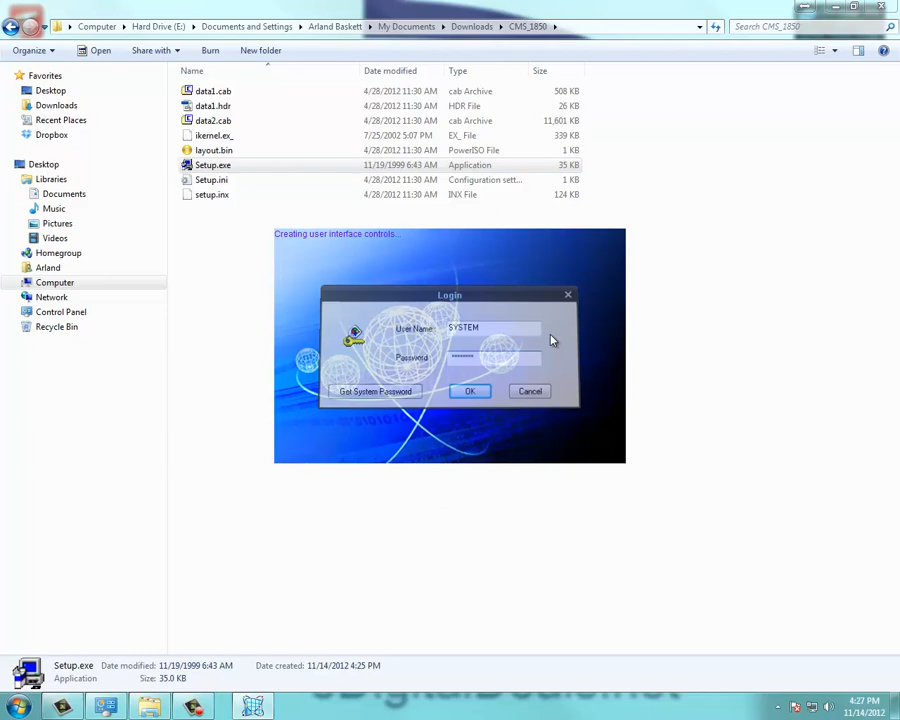 Computer Hard Drive (E:) Documents and Settings Arland Baskett My Documents Downloads CMS_1850 Search CMS_1850
Organize Open Share with Burn New folder
Name Date modified Type Size
Favorites
Desktop
Downloads
Recent Places
Dropbox
Desktop
Libraries
Documents
Music
Pictures
Videos
Homegroup
Arland
Computer
Network
Control Panel
Recycle Bin
data1.cab 4/28/2012 11:30 AM cab Archive 508 KB
data1.hdr 4/28/2012 11:30 AM HDR File 26 KB
data2.cab 4/28/2012 11:30 AM cab Archive 11,601 KB
ikernel.ex_ 7/25/2002 5:07 PM EX_ File 339 KB
layout.bin 4/28/2012 11:30 AM PowerISO File 1 KB
Setup.exe 11/19/1999 6:43 AM Application 35 KB
Setup.ini 4/28/2012 11:30 AM Configuration sett... 1 KB
setup.inx 4/28/2012 11:30 AM INX File 124 KB
Creating user interface controls...
Login
User Name: SYSTEM
Password: ********
Get System Password OK Cancel
Setup.exe Date modified: 11/19/1999 6:43 AM Date created: 11/14/2012 4:25 PM
Application Size: 35.0 KB
4:27 PM
11/14/2012